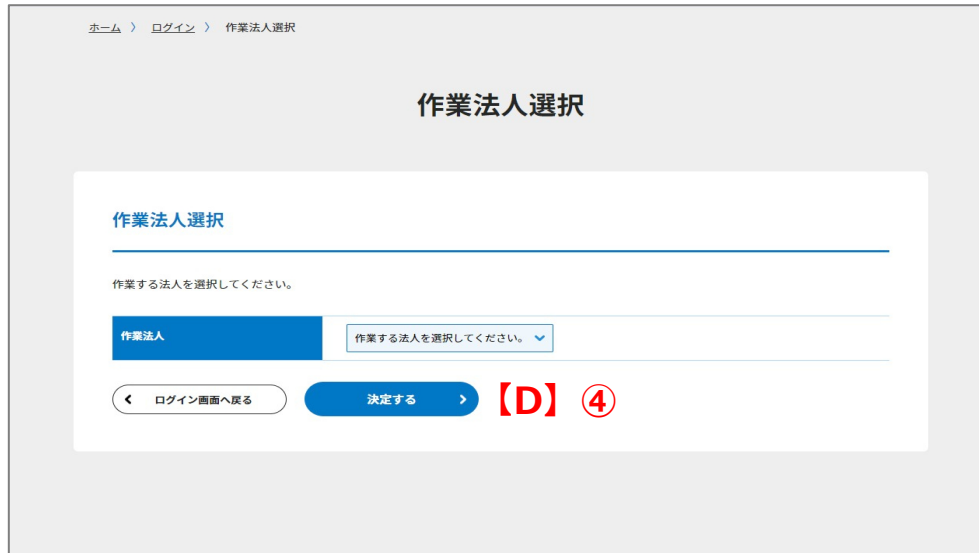 ホーム 〉 ログイン 〉 作業法人選択
作業法人選択
作業法人選択
作業する法人を選択してください。
作業法人
作業する法人を選択してください。
ログイン画面へ戻る
決定する
【D】 ④